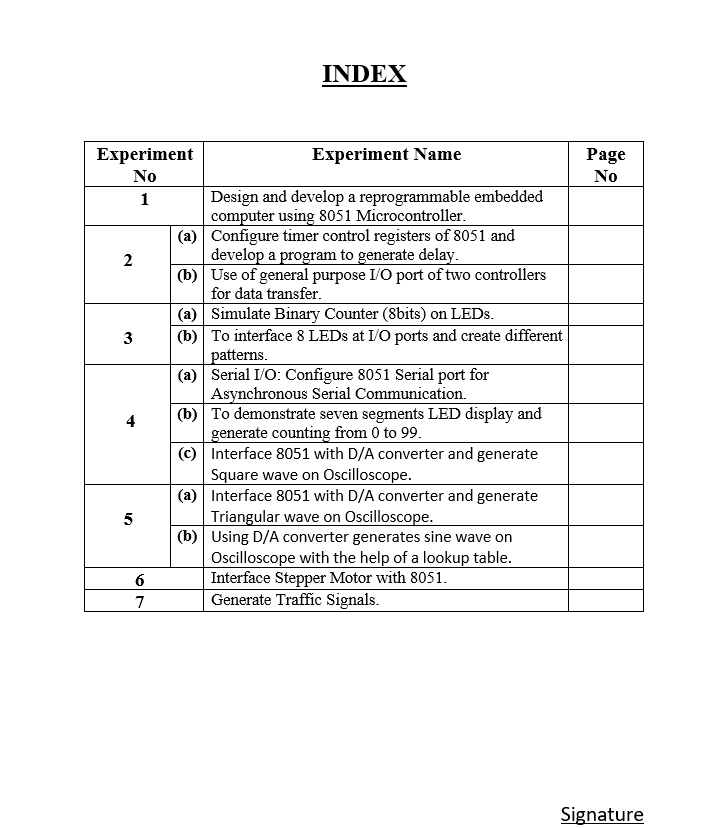 INDEX
Experiment No
Experiment Name
Page No
1
Design and develop a reprogrammable embedded
computer using 8051 Microcontroller.
2
(a) Configure timer control registers of 8051 and
develop a program to generate delay.
(b) Use of general purpose I/O port of two controllers
for data transfer.
3
(a) Simulate Binary Counter (8bits) on LEDs.
(b) To interface 8 LEDs at I/O ports and create different
patterns.
4
(a) Serial I/O: Configure 8051 Serial port for
Asynchronous Serial Communication.
(b) To demonstrate seven segments LED display and
generate counting from 0 to 99.
(c) Interface 8051 with D/A converter and generate
Square wave on Oscilloscope.
5
(a) Interface 8051 with D/A converter and generate
Triangular wave on Oscilloscope.
(b) Using D/A converter generates sine wave on
Oscilloscope with the help of a lookup table.
6
Interface Stepper Motor with 8051.
7
Generate Traffic Signals.
Signature